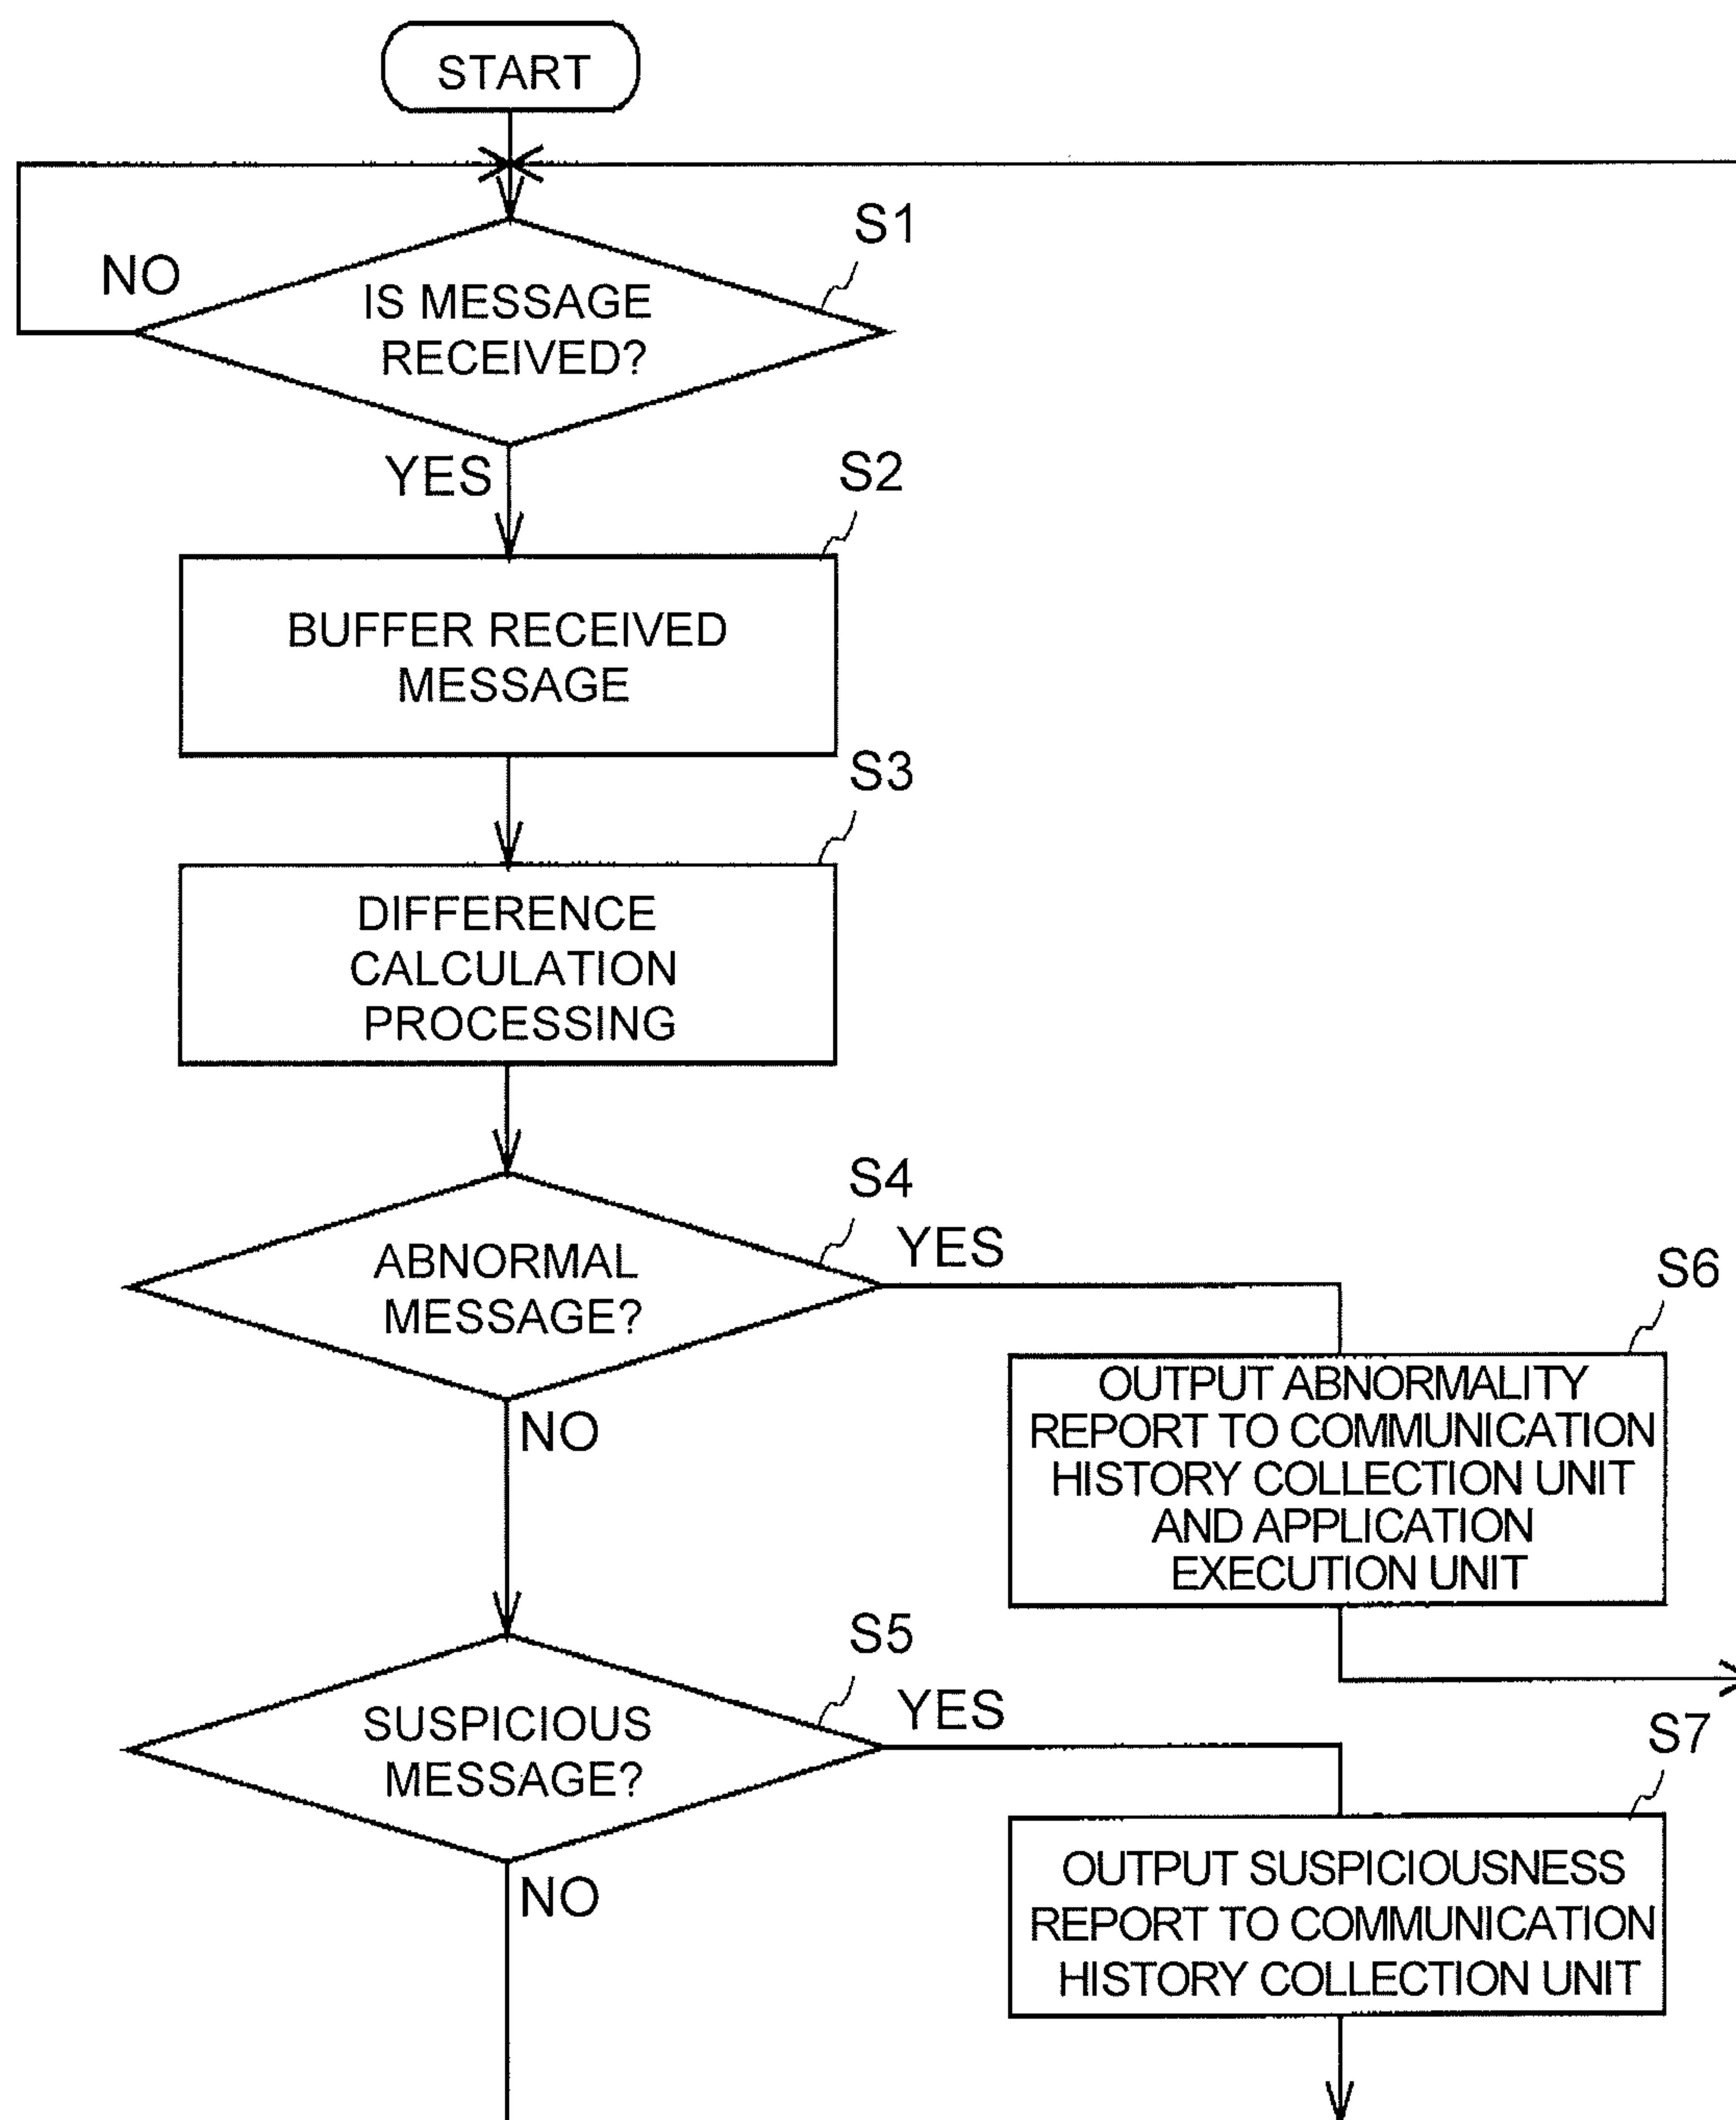 START
S1
NO
IS MESSAGE
RECEIVED?
YES
S2
BUFFER RECEIVED
MESSAGE
S3
DIFFERENCE
CALCULATION
PROCESSING
S4
YES
ABNORMAL
MESSAGE?
NO
S6
OUTPUT ABNORMALITY
REPORT TO COMMUNICATION
HISTORY COLLECTION UNIT
AND APPLICATION
EXECUTION UNIT
S5
YES
SUSPICIOUS
MESSAGE?
NO
S7
OUTPUT SUSPICIOUSNESS
REPORT TO COMMUNICATION
HISTORY COLLECTION UNIT